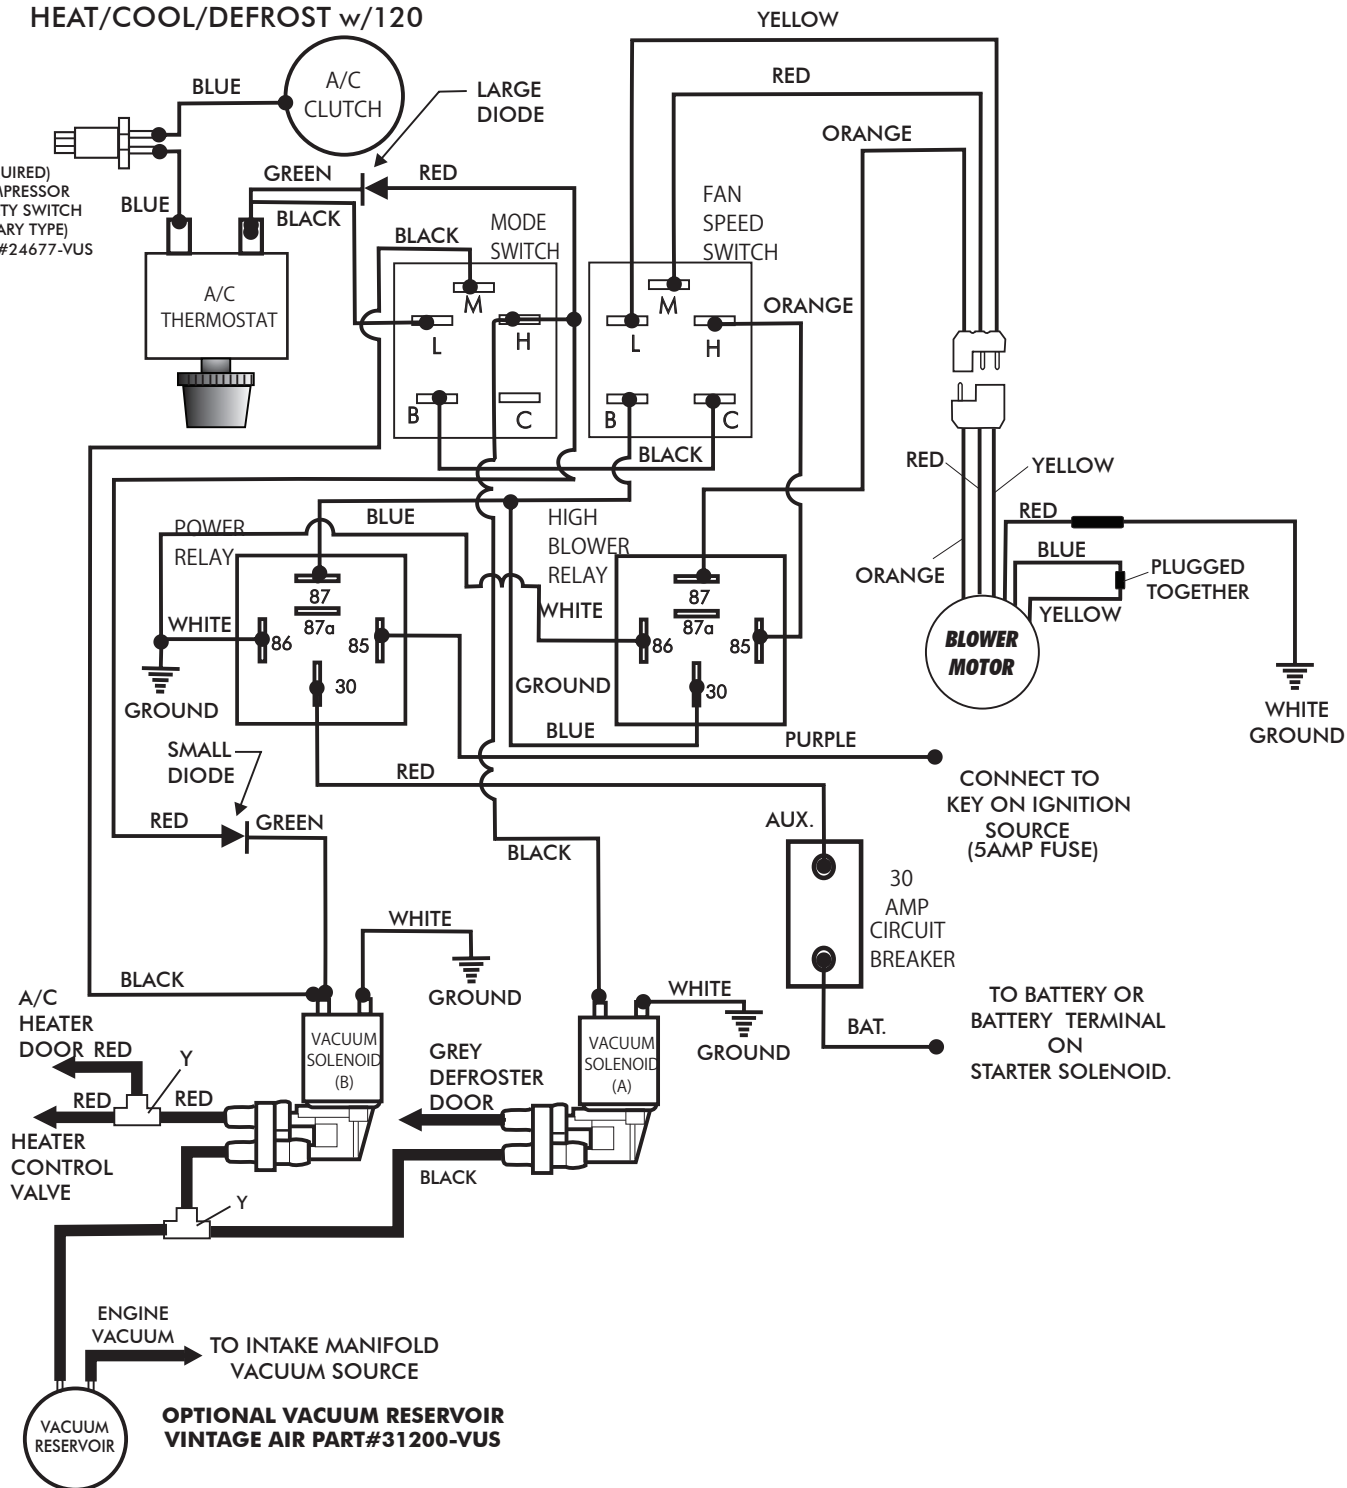 HEAT/COOL/DEFROST w/120
YELLOW
RED
ORANGE
BLUE
A/C
CLUTCH
LARGE
DIODE
GREEN
RED
BLACK
BLUE
SWITCH
#24677-VUS
A/C
THERMOSTAT
BLACK
MODE
SWITCH
M
L
H
B
C
FAN
SPEED
SWITCH
M
L
H
B
C
ORANGE
BLACK
RED
YELLOW
ORANGE
RED
BLUE
PLUGGED
TOGETHER
YELLOW
BLOWER
MOTOR
WHITE
GROUND
POWER
RELAY
BLUE
87
87a
86
85
30
WHITE
GROUND
HIGH
BLOWER
RELAY
WHITE
87
87a
86
85
30
GROUND
BLUE
PURPLE
CONNECT TO
KEY ON IGNITION
SOURCE
(5AMP FUSE)
SMALL
DIODE
RED
RED
GREEN
AUX.
30
AMP
CIRCUIT
BREAKER
BAT.
TO BATTERY OR
BATTERY TERMINAL
ON
STARTER SOLENOID.
BLACK
WHITE
GROUND
BLACK
VACUUM
SOLENOID
(B)
WHITE
GROUND
VACUUM
SOLENOID
(A)
A/C
HEATER
DOOR RED
Y
RED
RED
HEATER
CONTROL
VALVE
GREY
DEFROSTER
DOOR
BLACK
Y
ENGINE
VACUUM
TO INTAKE MANIFOLD
VACUUM SOURCE
VACUUM
RESERVOIR
OPTIONAL VACUUM RESERVOIR
VINTAGE AIR PART#31200-VUS